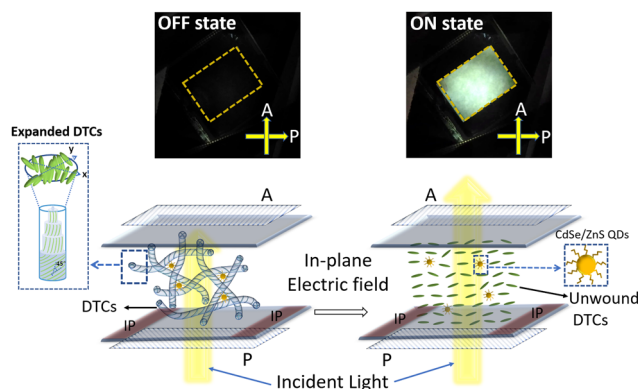 OFF state
A
P
ON state
A
P
Expanded DTCs
y
x
45°
A
DTCs
IP
IP
P
In-plane
Electric field
A
CdSe/ZnS QDs
Unwound
DTCs
IP
IP
P
Incident Light